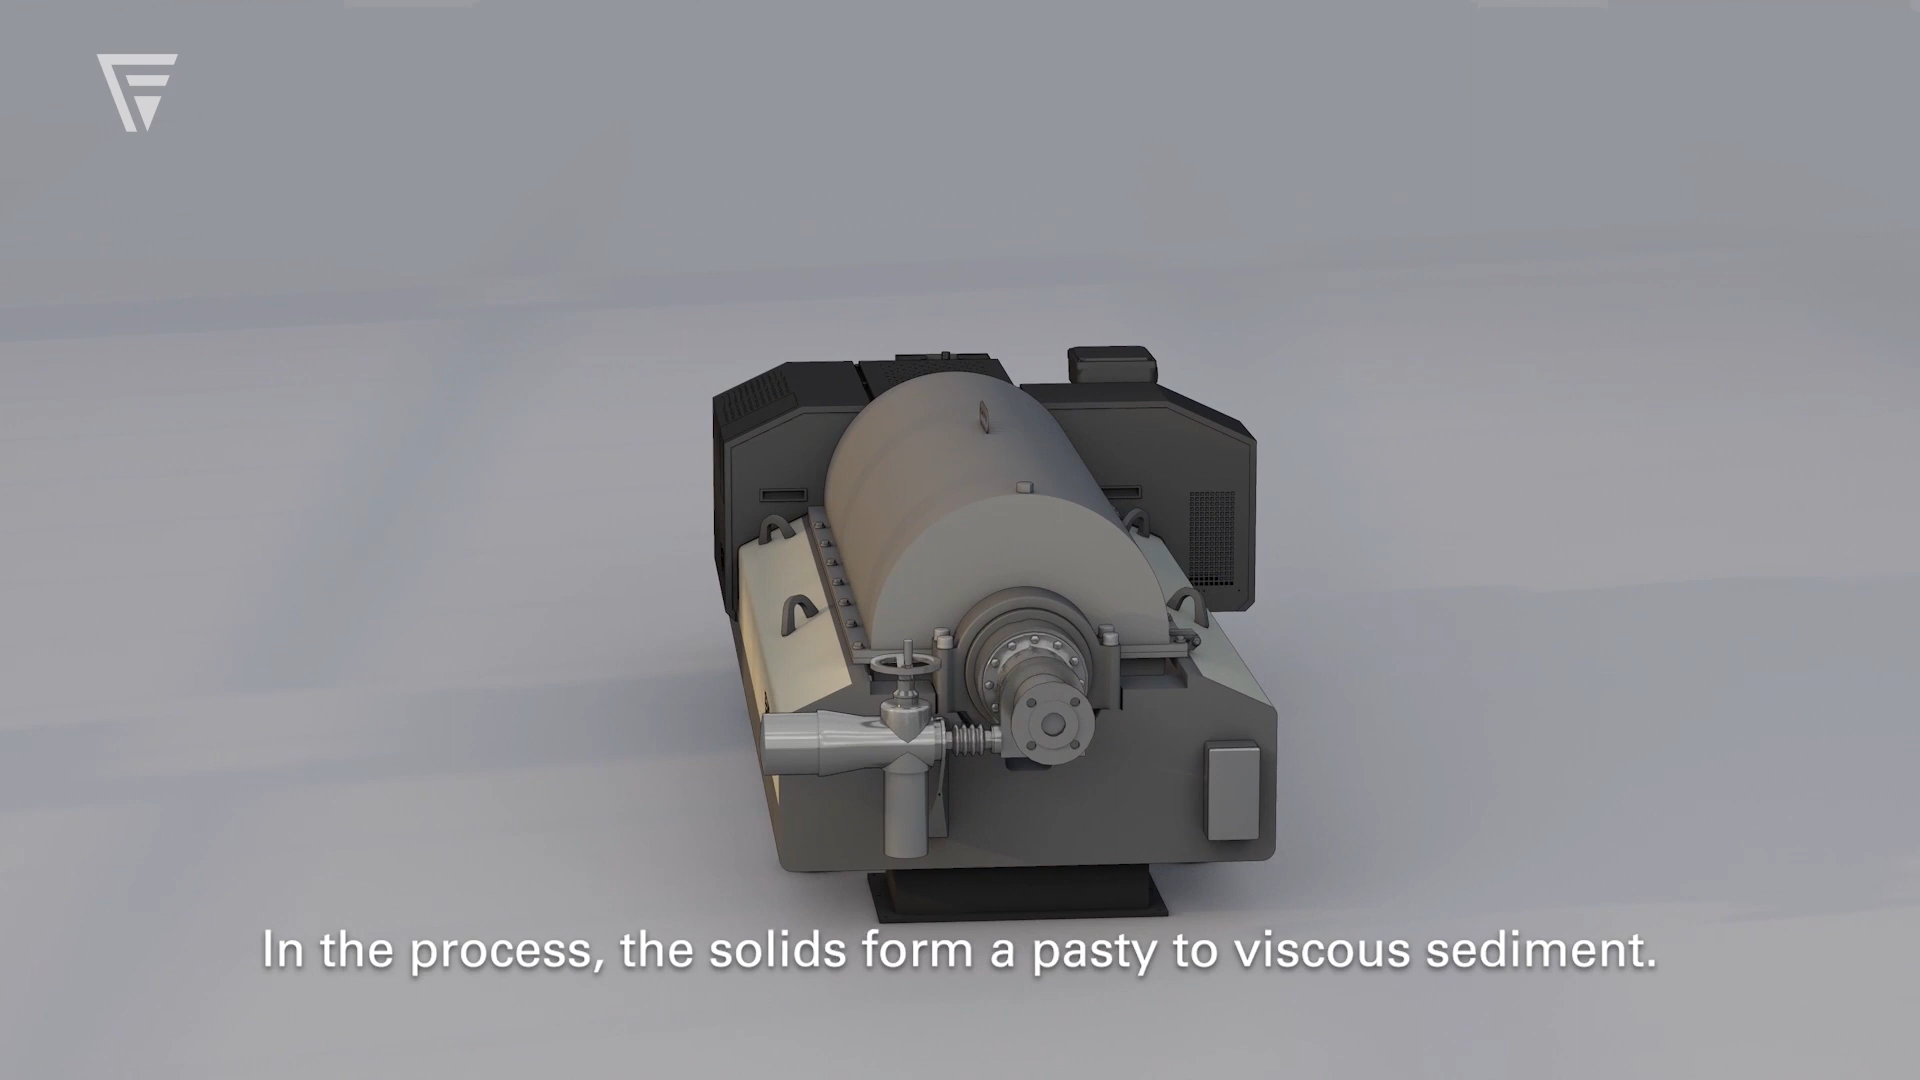 In the process, the solids form a pasty to viscous sediment.